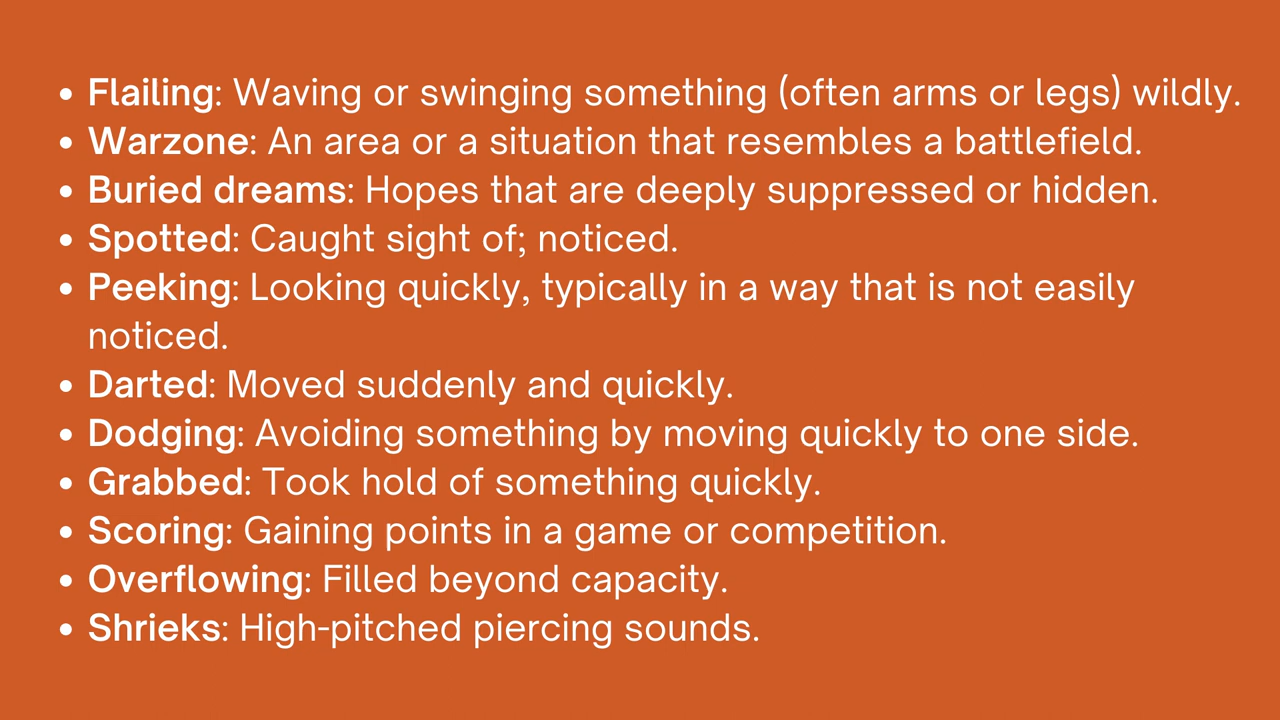 • Flailing: Waving or swinging something (often arms or legs) wildly.
• Warzone: An area or a situation that resembles a battlefield.
• Buried dreams: Hopes that are deeply suppressed or hidden.
• Spotted: Caught sight of; noticed.
• Peeking: Looking quickly, typically in a way that is not easily
noticed.
• Darted: Moved suddenly and quickly.
• Dodging: Avoiding something by moving quickly to one side.
• Grabbed: Took hold of something quickly.
• Scoring: Gaining points in a game or competition.
• Overflowing: Filled beyond capacity.
• Shrieks: High-pitched piercing sounds.